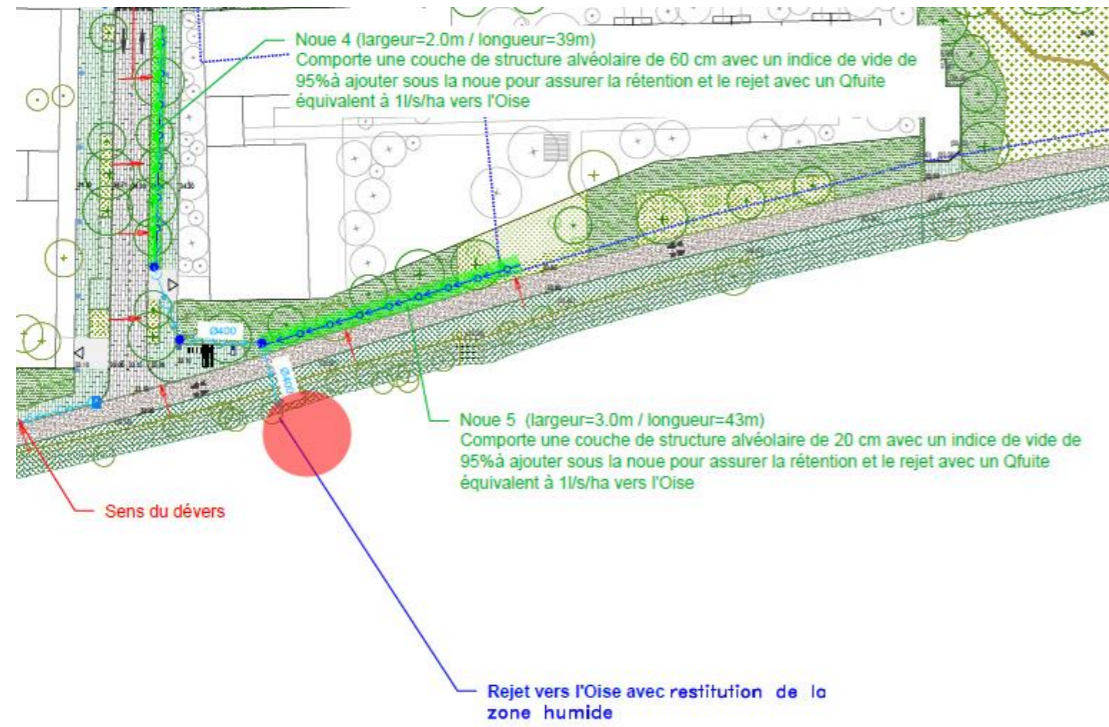 Noue 4 (largeur=2.0m / longueur=39m)
Comporte une couche de structure alvéolaire de 60 cm avec un indice de vide de
95%à ajouter sous la noue pour assurer la rétention et le rejet avec un Qfuite
équivalent à 1l/s/ha vers l'Oise
Ø400
Ø400
Noue 5 (largeur=3.0m / longueur=43m)
Comporte une couche de structure alvéolaire de 20 cm avec un indice de vide de
95%à ajouter sous la noue pour assurer la rétention et le rejet avec un Qfuite
équivalent à 1l/s/ha vers l'Oise
Sens du dévers
Rejet vers l'Oise avec restitution de la
zone humide